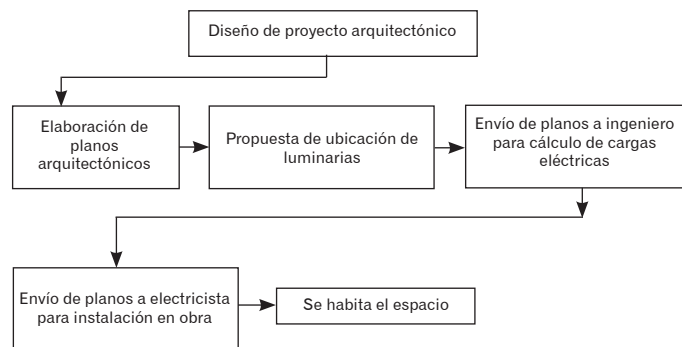 Diseño de proyecto arquitectónico
Elaboración de
planos
arquitectónicos
Propuesta de ubicación de
luminarias
Envío de planos a ingeniero
para cálculo de cargas
eléctricas
Envío de planos a electricista
para instalación en obra
Se habita el espacio